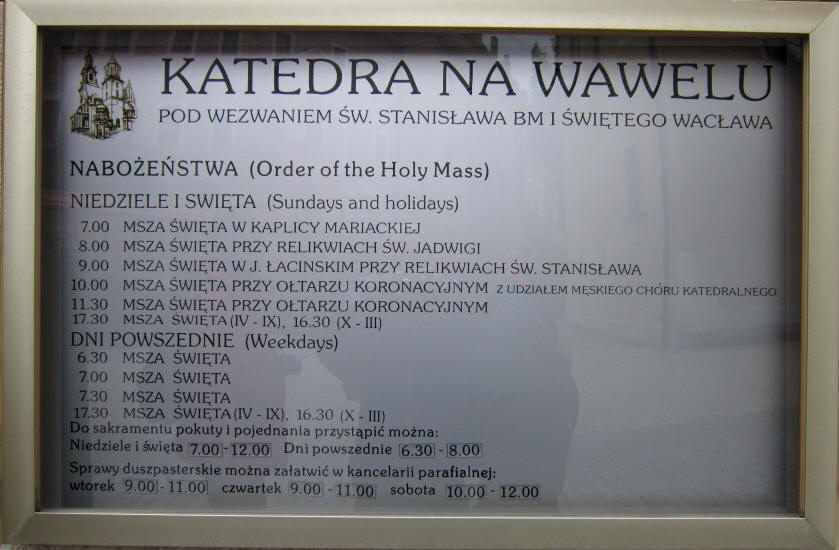 KATEDRA NA WAWELU
POD WEZWANIEM ŚW. STANISŁAWA BM I ŚWIĘTEGO WACŁAWA
NABOŻEŃSTWA (Order of the Holy Mass)
NIEDZIELE I SWIĘTA (Sundays and holidays)
7.00 MSZA ŚWIĘTA W KAPLICY MARIACKIEJ
8.00 MSZA ŚWIĘTA PRZY RELIKWIACH ŚW. JADWIGI
9.00 MSZA ŚWIĘTA W J. ŁACINSKIM PRZY RELIKWIACH ŚW. STANISŁAWA
10.00 MSZA ŚWIĘTA PRZY OŁTARZU KORONACYJNYM Z UDZIAŁEM MĘSKIEGO CHÓRU KATEDRALNEGO
11.30 MSZA ŚWIĘTA PRZY OŁTARZU KORONACYJNYM
17.30 MSZA ŚWIĘTA (IV - IX), 16.30 (X - III)
DNI POWSZEDNIE (Weekdays)
6.30 MSZA ŚWIĘTA
7.00 MSZA ŚWIĘTA
7.30 MSZA ŚWIĘTA
17.30 MSZA ŚWIĘTA (IV - IX), 16.30 (X - III)
Do sakramentu pokuty i pojednania przystąpić można:
Niedziele i święta 7.00 - 12.00 Dni powszednie 6.30 - 8.00
Sprawy duszpasterskie można załatwić w kancelarii parafialnej:
wtorek 9.00 - 11.00 czwartek 9.00 - 11.00 sobota 10.00 - 12.00